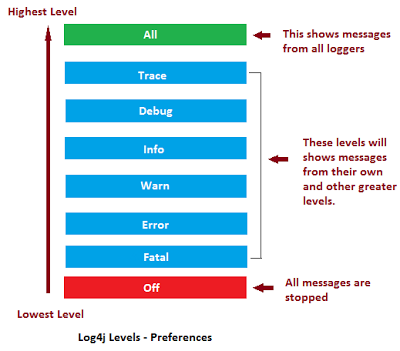 Highest Level
All
This shows messages
from all loggers
Trace
Debug
Info
Warn
Error
Fatal
These levels will
shows messages
from their own
and other greater
levels.
Off
All messages are
stopped
Lowest Level
Log4j Levels - Preferences